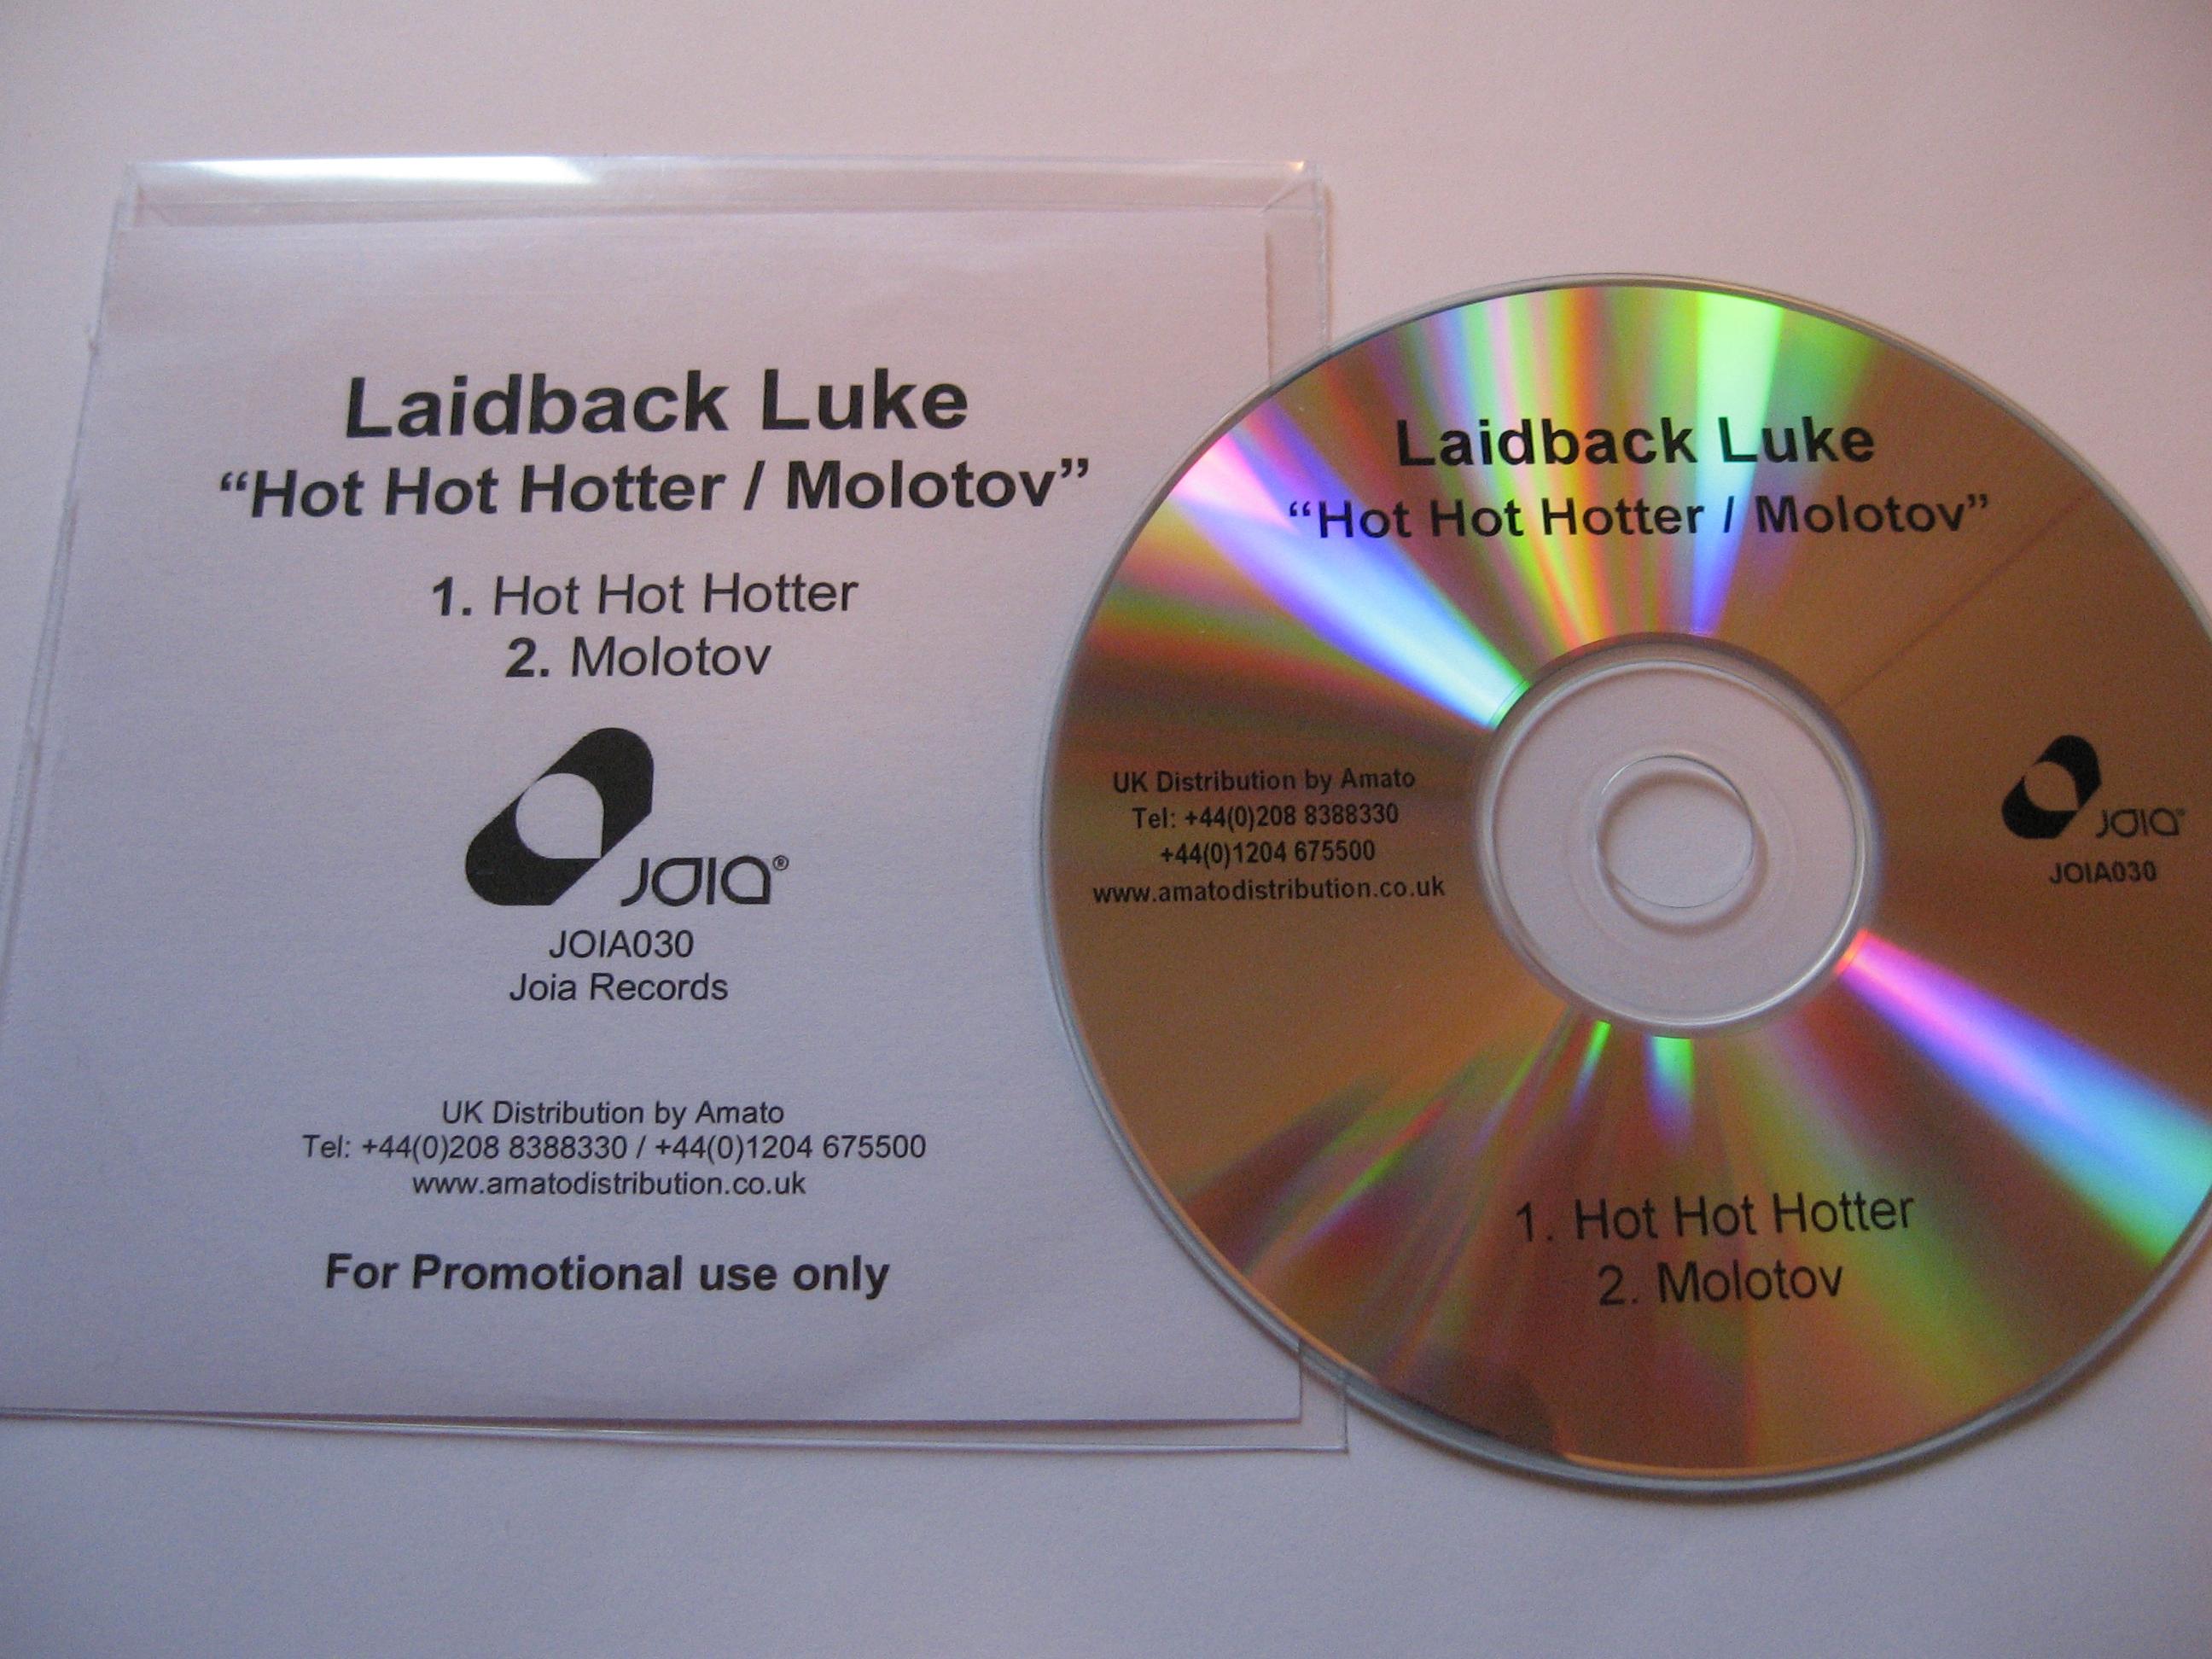 Laidback Luke
“Hot Hot Hotter / Molotov”
1. Hot Hot Hotter
2. Molotov
JOIA®
JOIA030
Joia Records
UK Distribution by Amato
Tel: +44(0)208 8388330 / +44(0)1204 675500
www.amatodistribution.co.uk
For Promotional use only
Laidback Luke
“Hot Hot Hotter / Molotov”
UK Distribution by Amato
Tel: +44(0)208 8388330
+44(0)1204 675500
www.amatodistribution.co.uk
JOIA®
JOIA030
1. Hot Hot Hotter
2. Molotov